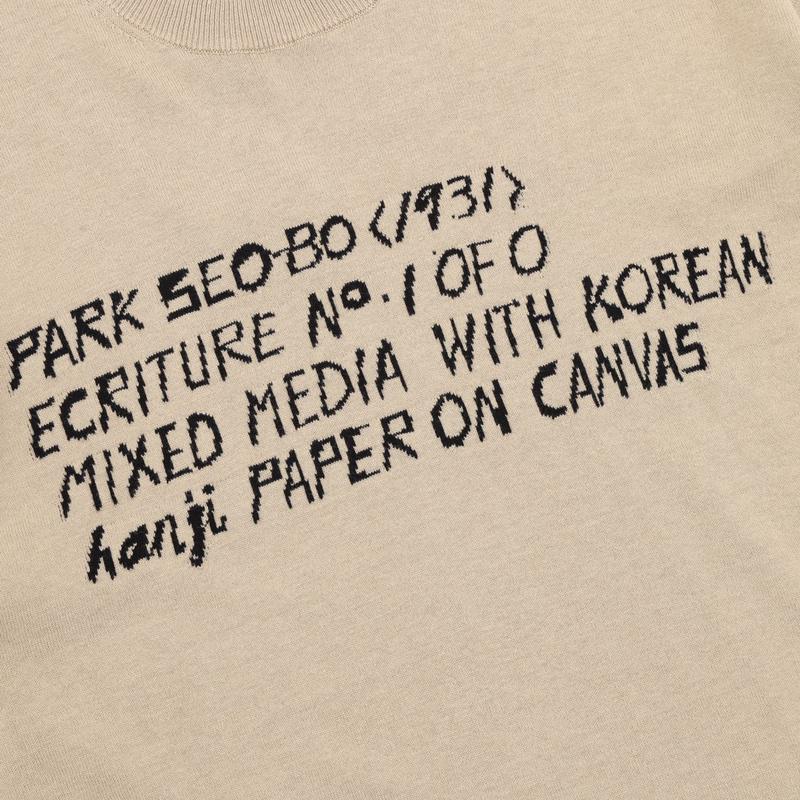 PARK SEO-BO <1931>
ECRITURE No.1 OF 0
MIXED MEDIA WITH KOREAN
hanji PAPER ON CANVAS